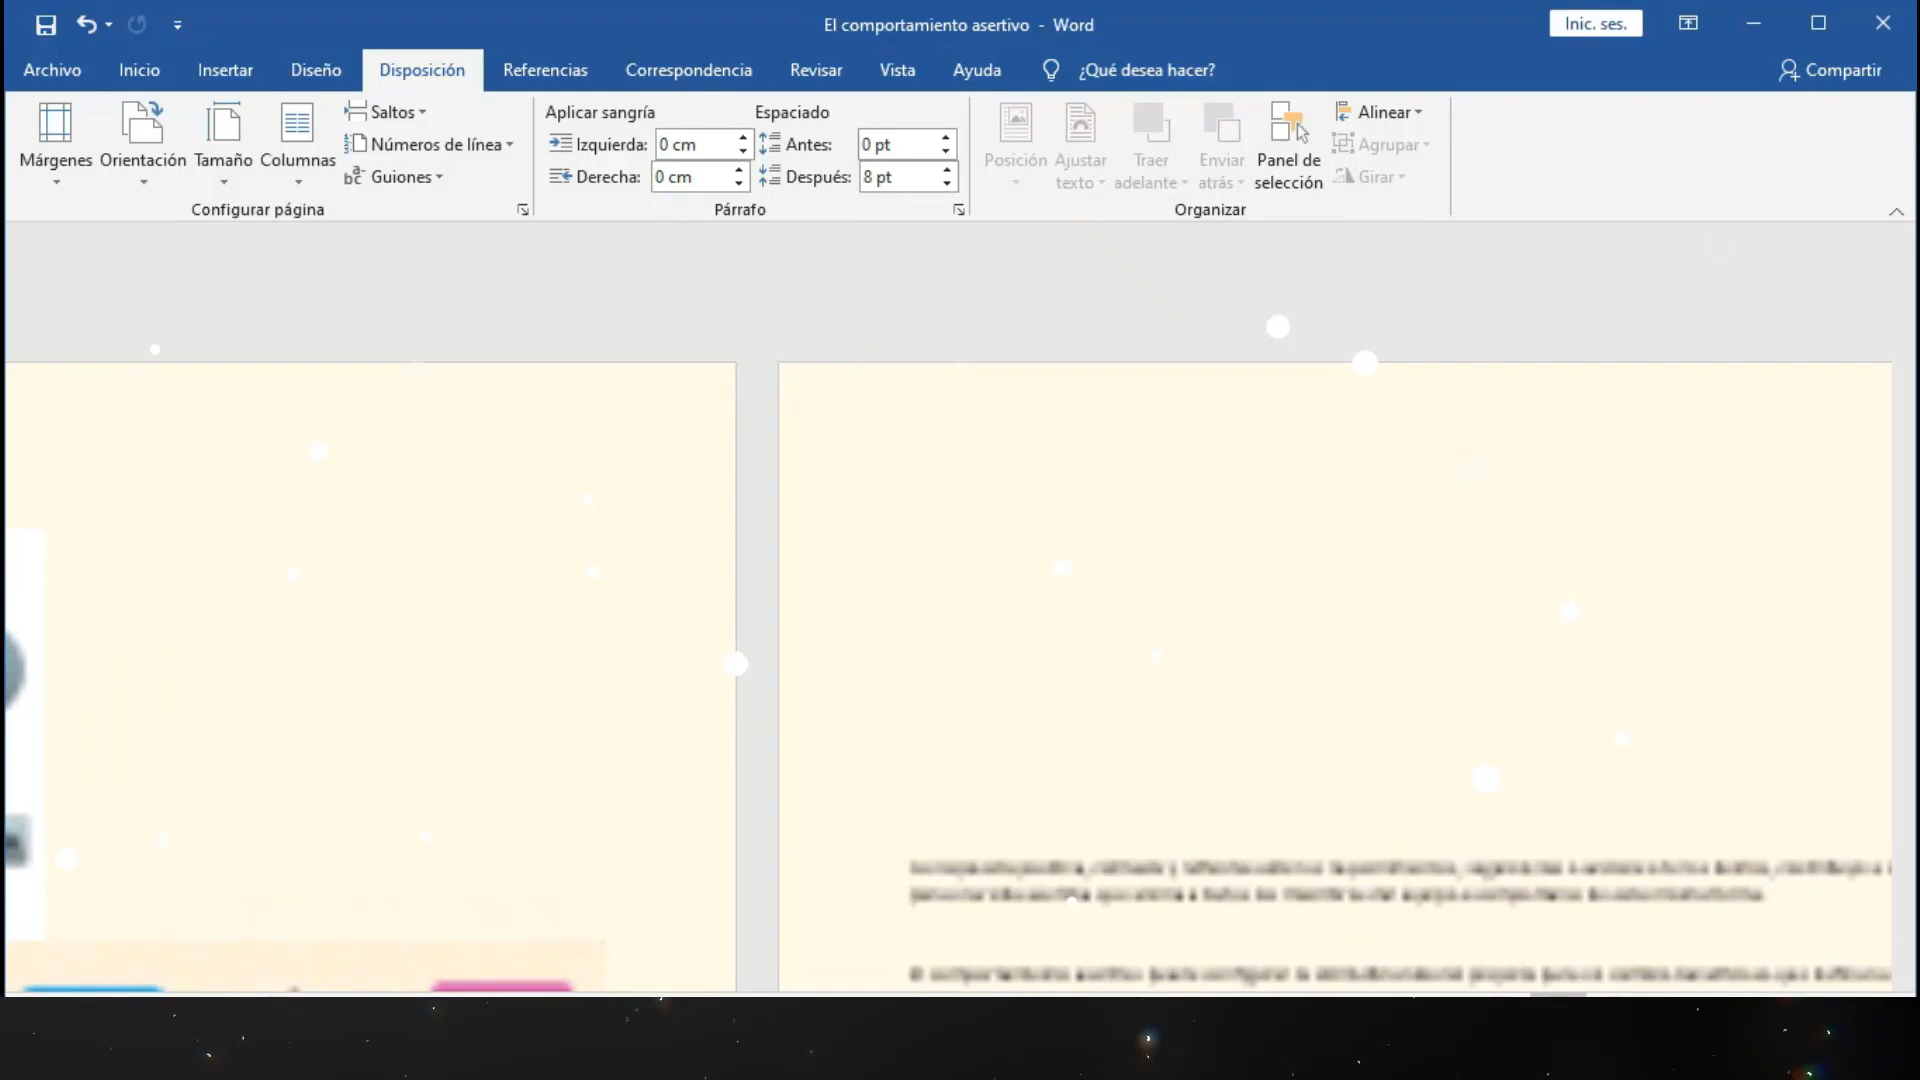 El comportamiento asertivo - Word
Inic. ses.
Archivo Inicio Insertar Diseño Disposición Referencias Correspondencia Revisar Vista Ayuda ¿Qué desea hacer? Compartir
Márgenes Orientación Tamaño Columnas
Saltos
Números de línea
abc Guiones
Configurar página
Aplicar sangría Espaciado
Izquierda: 0 cm Antes: 0 pt
Derecha: 0 cm Después: 8 pt
Párrafo
Posición
Ajustar texto
Traer adelante
Enviar atrás
Panel de selección
Alinear
Agrupar
Girar
Organizar